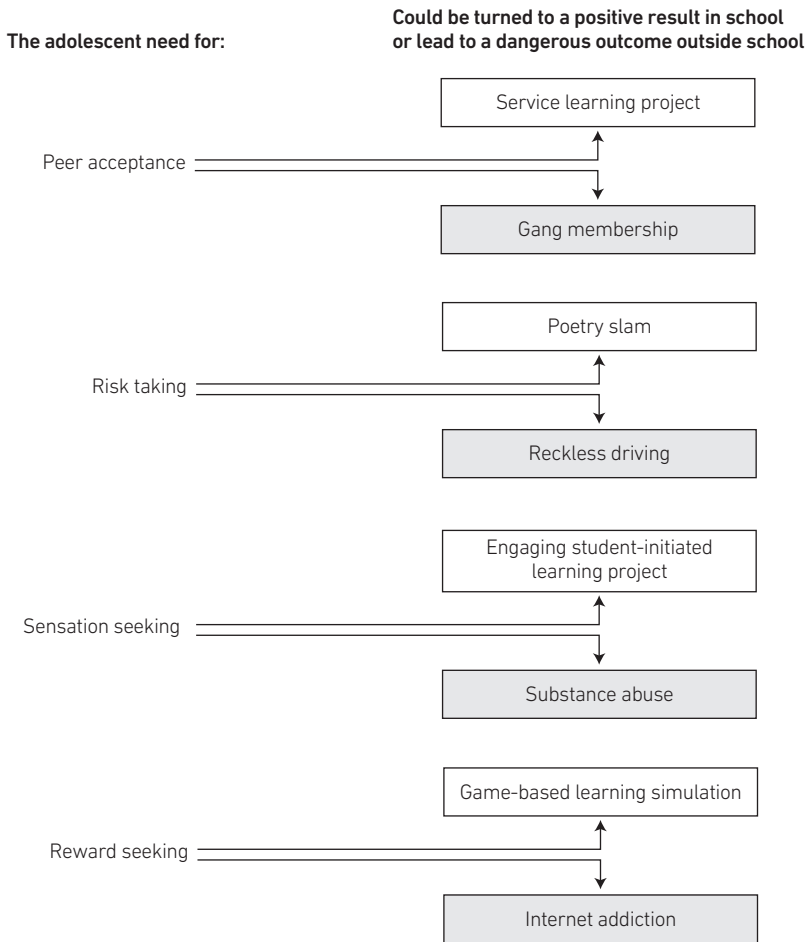 The adolescent need for:
Could be turned to a positive result in school
or lead to a dangerous outcome outside school
Service learning project
Peer acceptance
Gang membership
Poetry slam
Risk taking
Reckless driving
Engaging student-initiated
learning project
Sensation seeking
Substance abuse
Game-based learning simulation
Reward seeking
Internet addiction